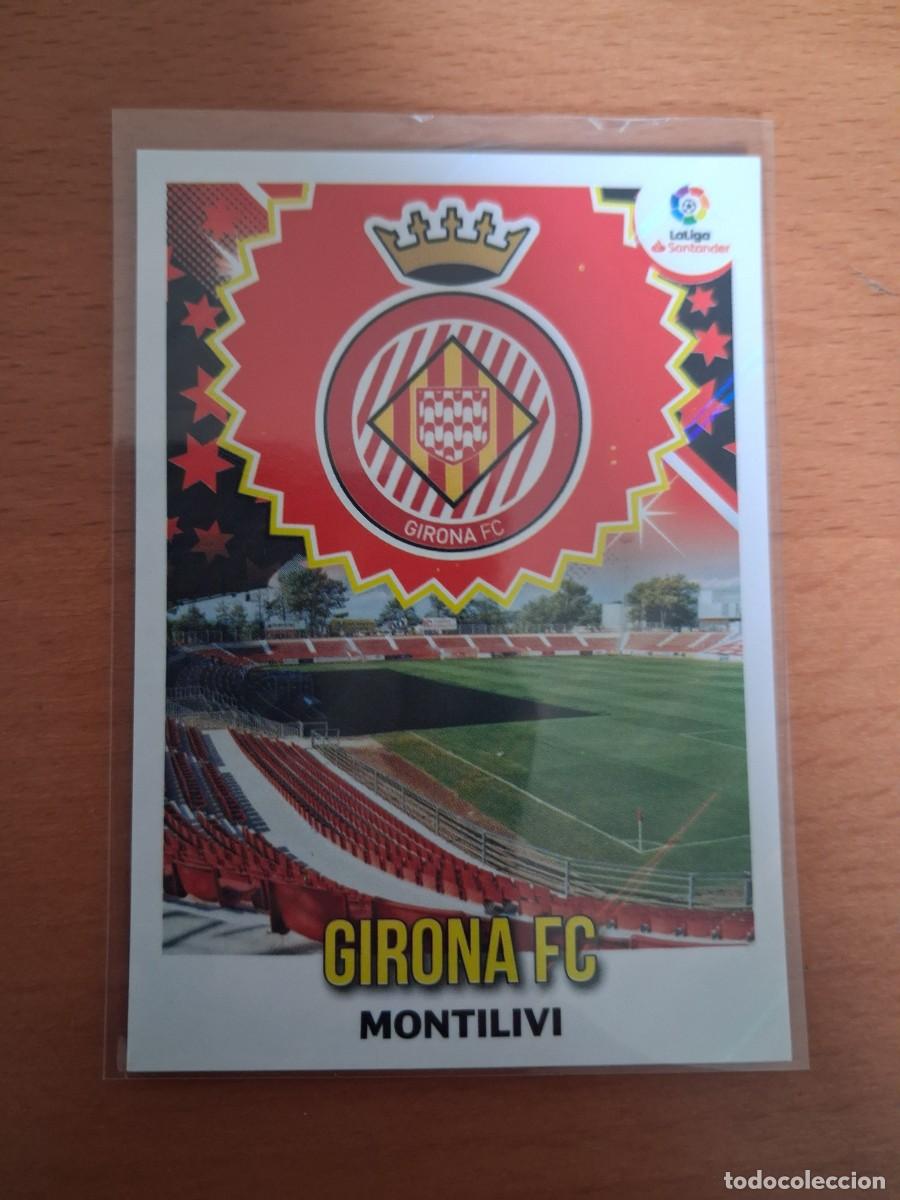 LaLiga
Santander
GIRONA FC
GIRONA FC
MONTILIVI
todocoleccion